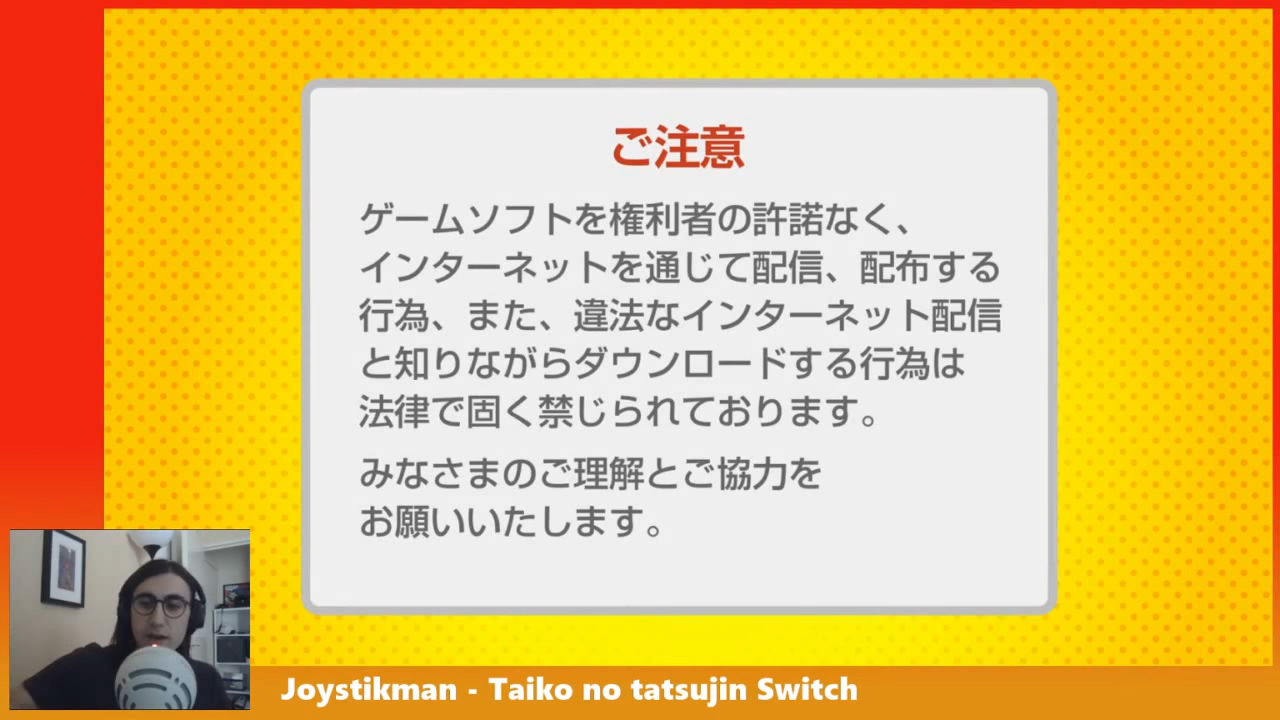 ご注意
ゲームソフトを権利者の許諾なく、
インターネットを通じて配信、配布する
行為、また、違法なインターネット配信
と知りながらダウンロードする行為は
法律で固く禁じられております。
みなさまのご理解とご協力を
お願いいたします。
Joystikman - Taiko no tatsujin Switch